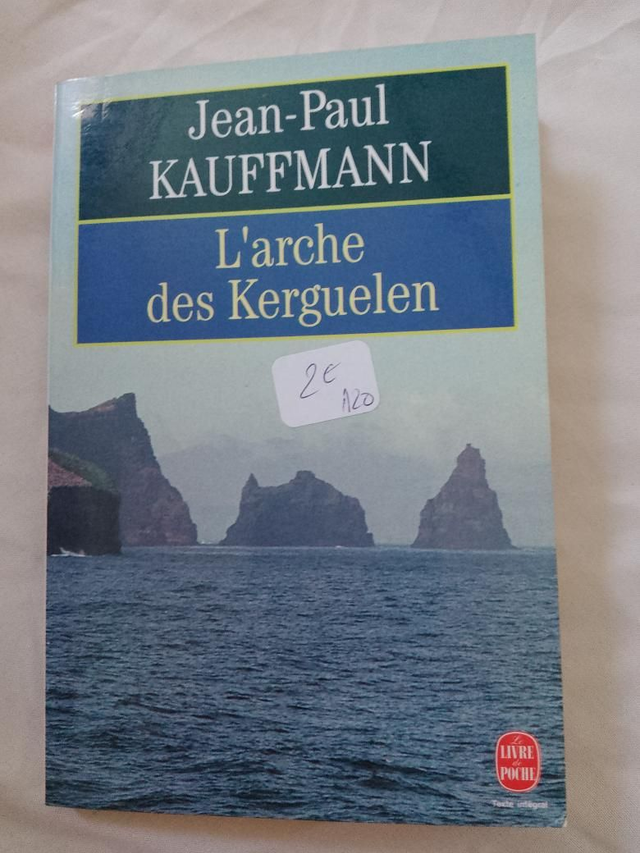 Jean-Paul
KAUFFMANN
L'arche
des Kerguelen
2€
A20
Le
LIVRE
de
POCHE
Texte intégral